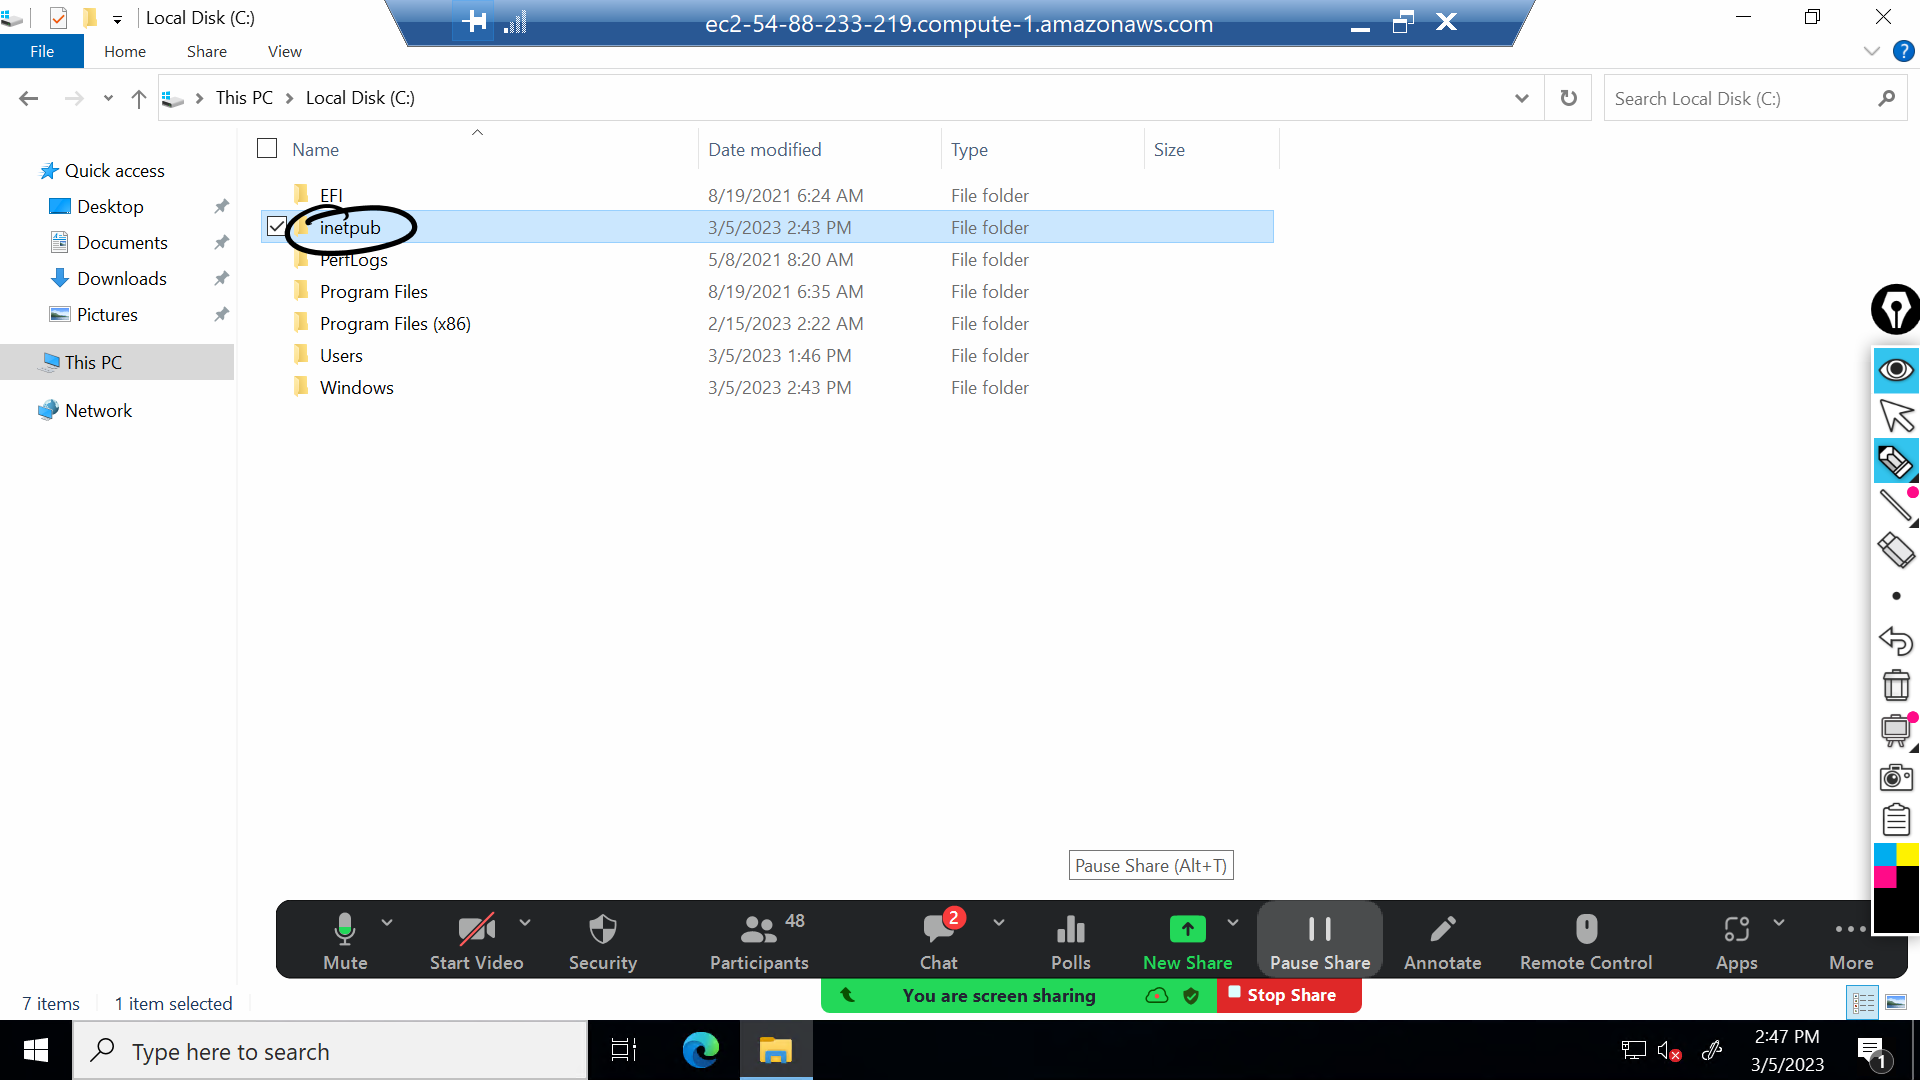 Local Disk (C:)
ec2-54-88-233-219.compute-1.amazonaws.com
File Home Share View
?
This PC Local Disk (C:)
Search Local Disk (C:)
Name Date modified Type Size
Quick access
Desktop
Documents
Downloads
Pictures
This PC
Network
EFI 8/19/2021 6:24 AM File folder
inetpub 3/5/2023 2:43 PM File folder
PerfLogs 5/8/2021 8:20 AM File folder
Program Files 8/19/2021 6:35 AM File folder
Program Files (x86) 2/15/2023 2:22 AM File folder
Users 3/5/2023 1:46 PM File folder
Windows 3/5/2023 2:43 PM File folder
Pause Share (Alt+T)
48
2
Mute Start Video Security Participants Chat Polls New Share Pause Share Annotate Remote Control Apps More
You are screen sharing Stop Share
7 items 1 item selected
Type here to search
2:47 PM
3/5/2023
1